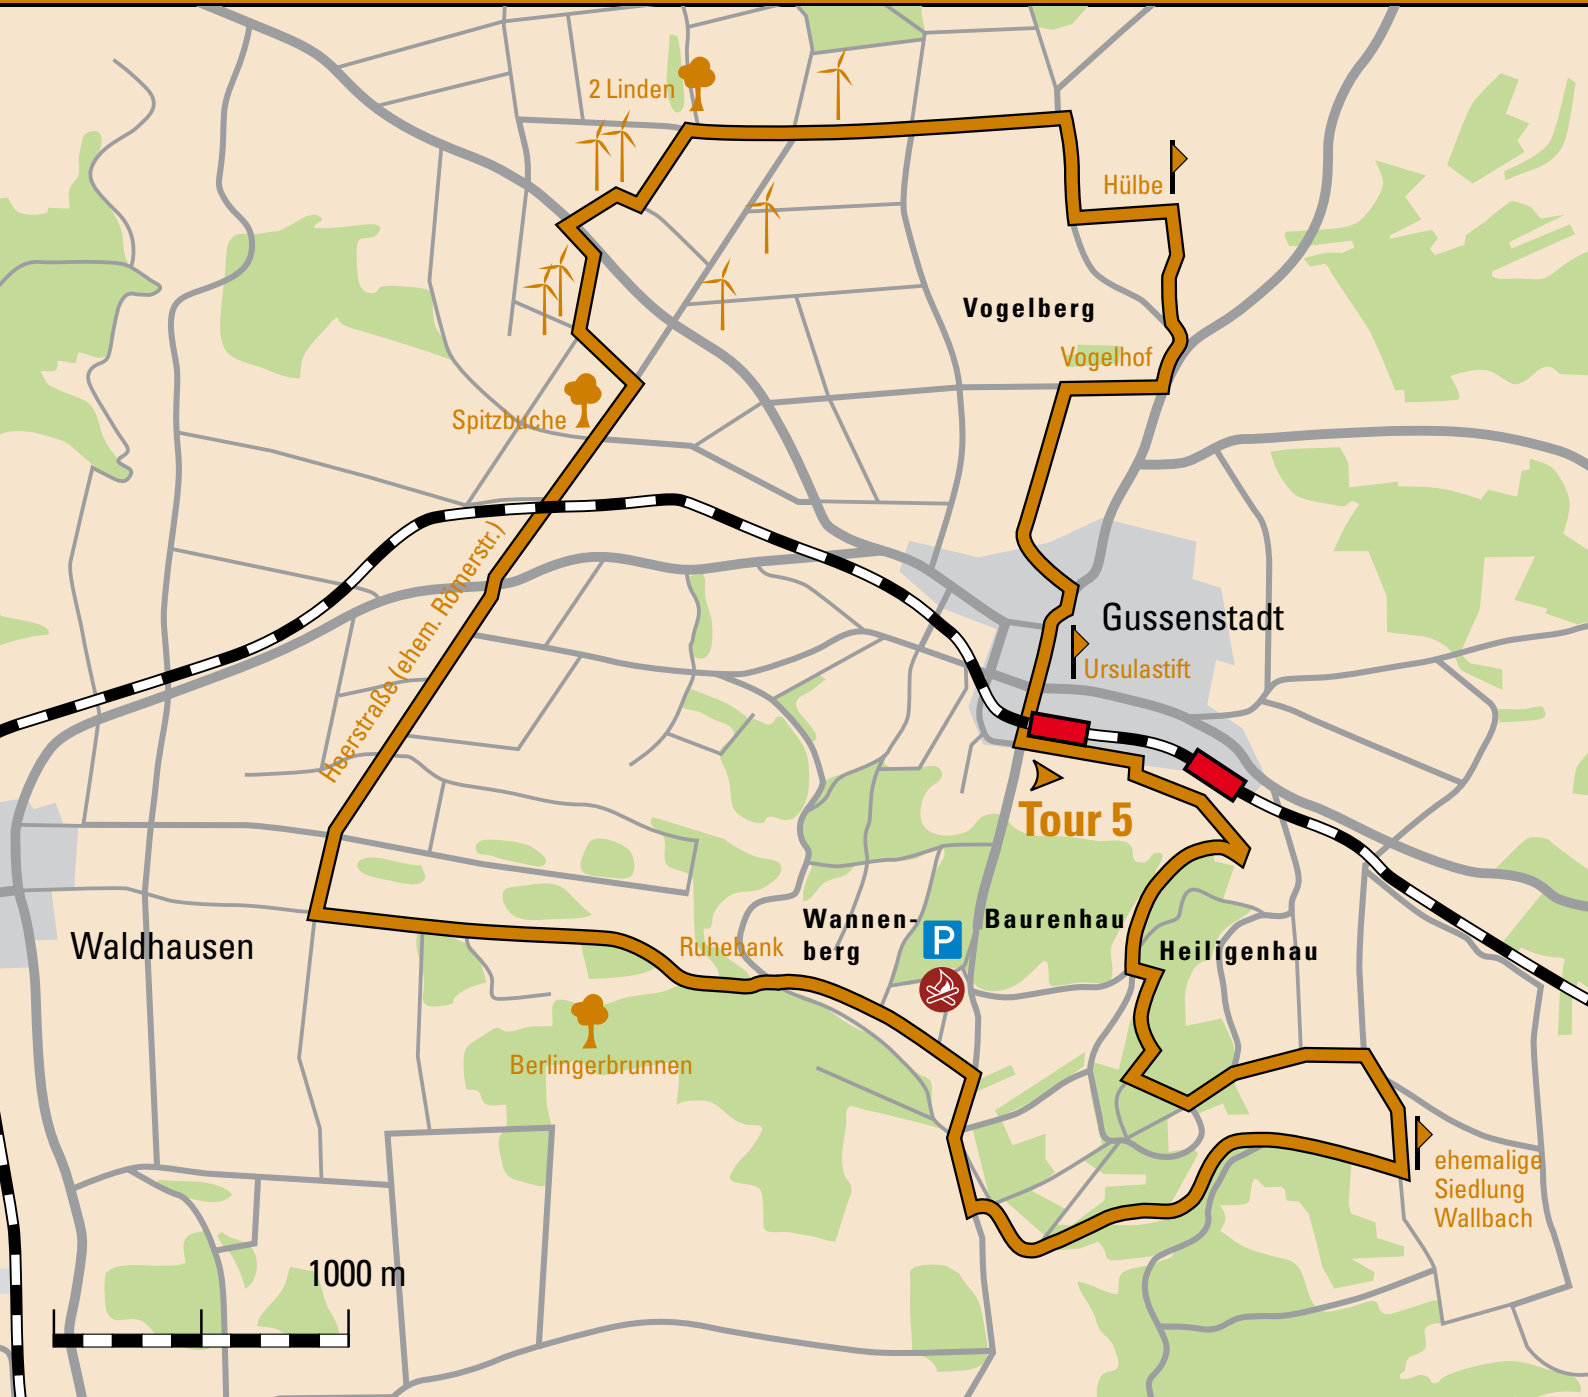 2 Linden
Hülbe
Vogelberg
Vogelhof
Spitzbuche
Heerstraße (ehem. Römerstr.)
Gussenstadt
Ursulastift
Tour 5
Wannen-
berg
P
Baurenhau
Heiligenhau
Waldhausen
Ruhebank
Berlingerbrunnen
ehemalige
Siedlung
Wallbach
1000 m